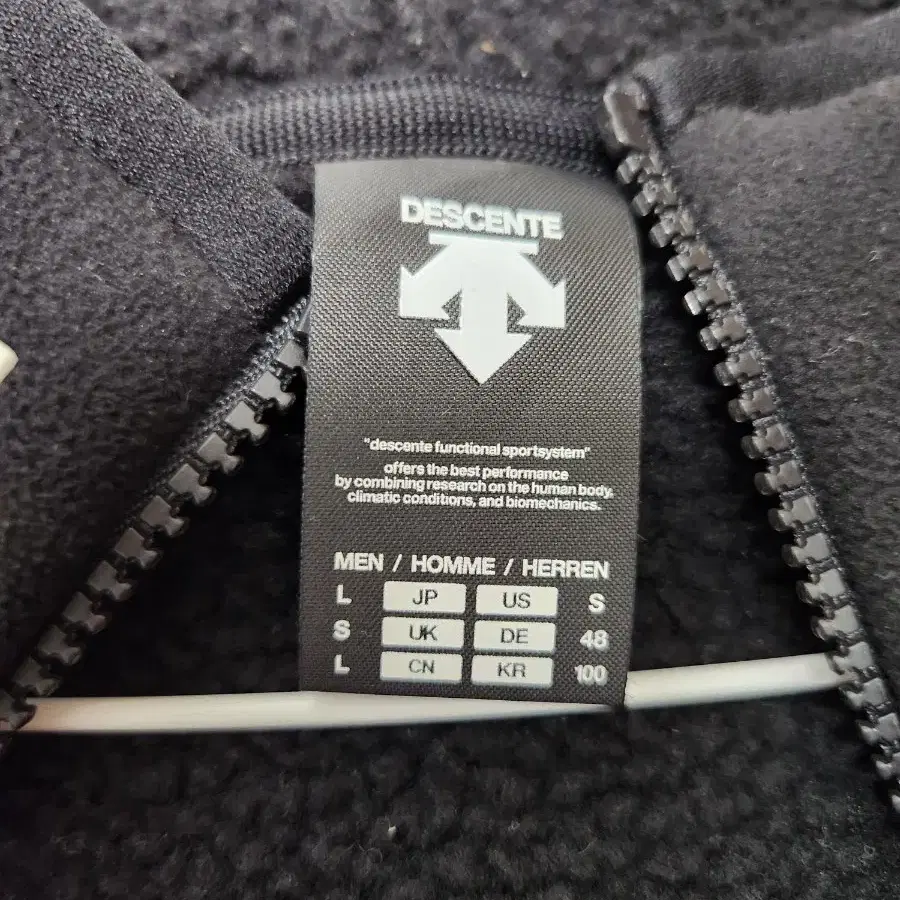 DESCENTE
"descente functional sportsystem"
offers the best performance
by combining research on the human body,
climatic conditions, and biomechanics.
MEN / HOMME / HERREN
L JP US S
S UK DE 48
L CN KR 100